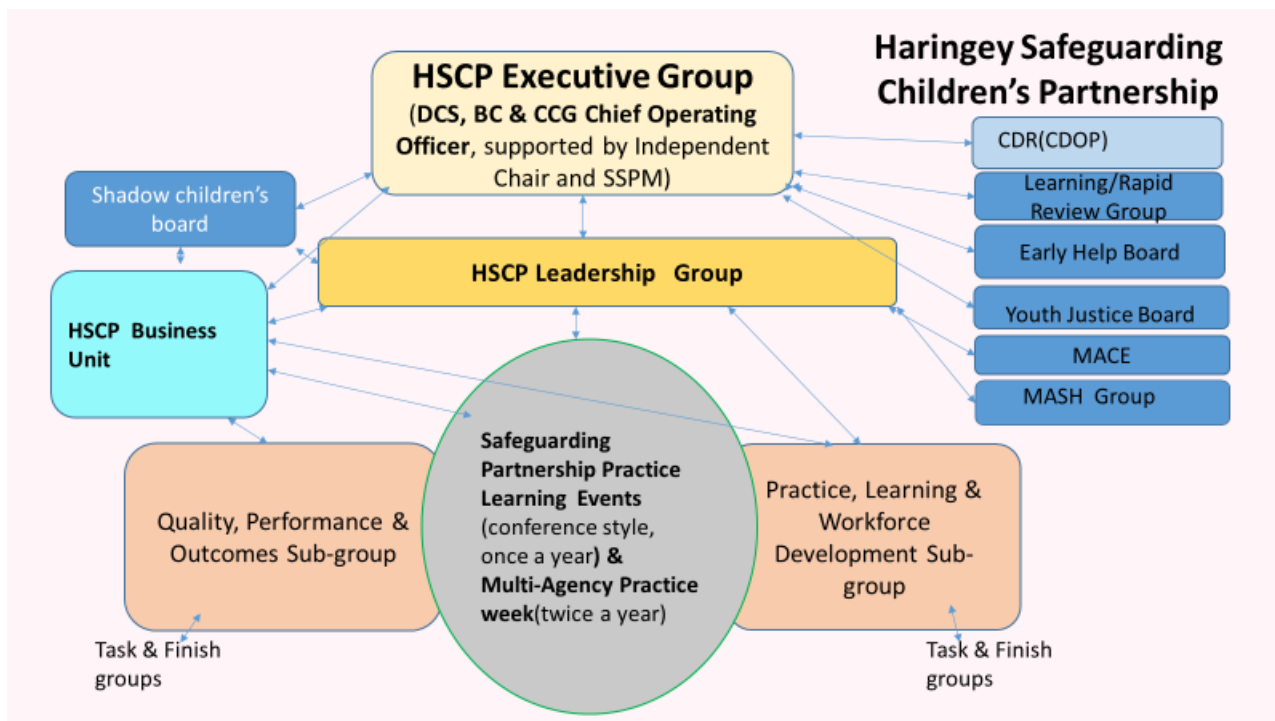 Haringey Safeguarding
Children's Partnership
HSCP Executive Group
(DCS, BC & CCG Chief Operating
Officer, supported by Independent
Chair and SSPM)
CDR(CDOP)
Learning/Rapid
Review Group
Early Help Board
Youth Justice Board
MACE
MASH Group
Shadow children's
board
HSCP Leadership Group
HSCP Business
Unit
Quality, Performance &
Outcomes Sub-group
Safeguarding
Partnership Practice
Learning Events
(conference style,
once a year) &
Multi-Agency Practice
week(twice a year)
Practice, Learning &
Workforce
Development Sub-
group
Task & Finish
groups
Task & Finish
groups